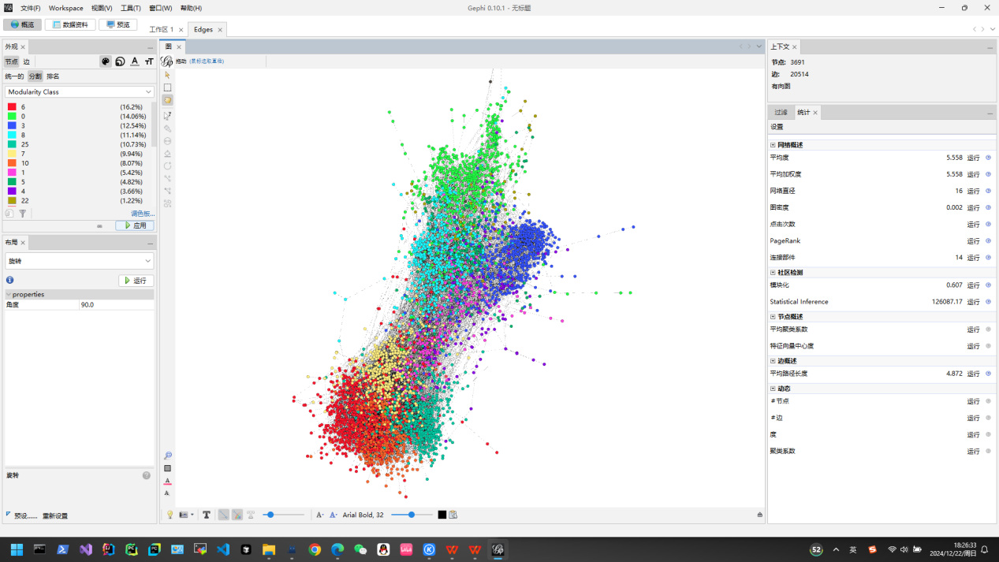 文件(F) Workspace 视图(V) 工具(T) 窗口(W) 帮助(H) Gephi 0.10.1 - 无标题
概览 数据资料 预览 工作区 1 Edges
外观
节点 边
统一的 分割 排名
Modularity Class
6 (16.2%)
0 (14.06%)
3 (12.54%)
8 (11.14%)
25 (10.73%)
7 (9.94%)
10 (8.07%)
1 (5.42%)
5 (4.82%)
4 (3.66%)
22 (1.22%)
调色板...
应用
布局
旋转
运行
properties
角度 90.0
旋转
预设...... 重新设置
图
拖动 (鼠标选取直径)
Arial Bold, 32
上下文
节点: 3691
边: 20514
有向图
过滤 统计
设置
网络概述
平均度 5.558 运行
平均加权度 5.558 运行
网络直径 16 运行
图密度 0.002 运行
点击次数 运行
PageRank 运行
连接部件 14 运行
社区检测
模块化 0.607 运行
Statistical Inference 126087.17 运行
节点概述
平均聚类系数 运行
特征向量中心度 运行
边概述
平均路径长度 4.872 运行
动态
#节点 运行
#边 运行
度 运行
聚类系数 运行
52 英 18:26:33
2024/12/22/周日